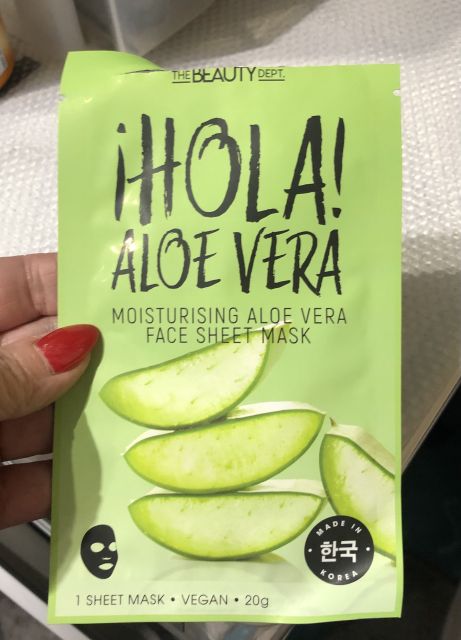 THE BEAUTY DEPT.
¡HOLA!
ALOE VERA
MOISTURISING ALOE VERA
FACE SHEET MASK
MADE IN
한국
KOREA
1 SHEET MASK • VEGAN • 20g